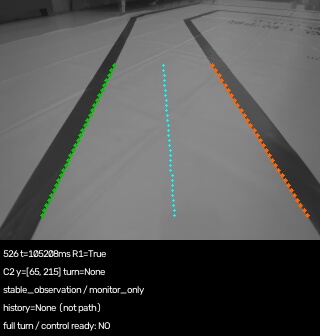 526 t=105208ms R1=True
C2 y=[65, 215] turn=None
stable_observation / monitor_only
history=None (not path)
full turn / control ready: NO